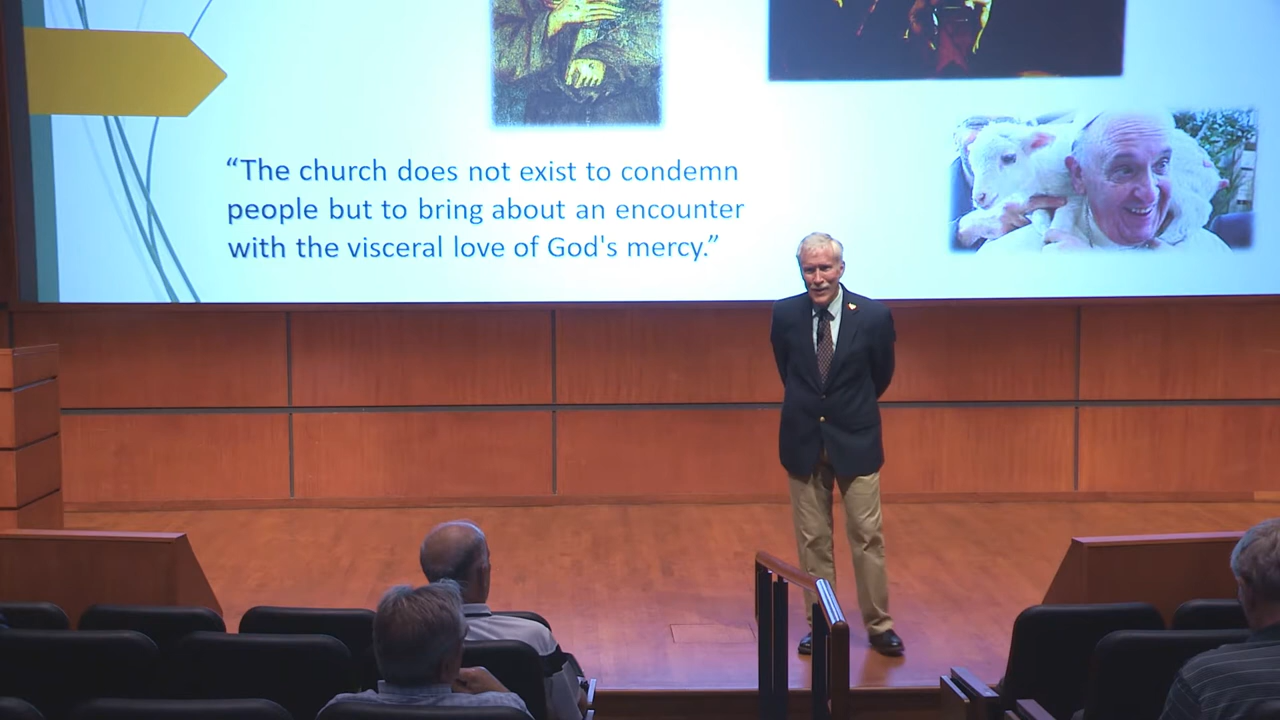 “The church does not exist to condemn
people but to bring about an encounter
with the visceral love of God's mercy.”